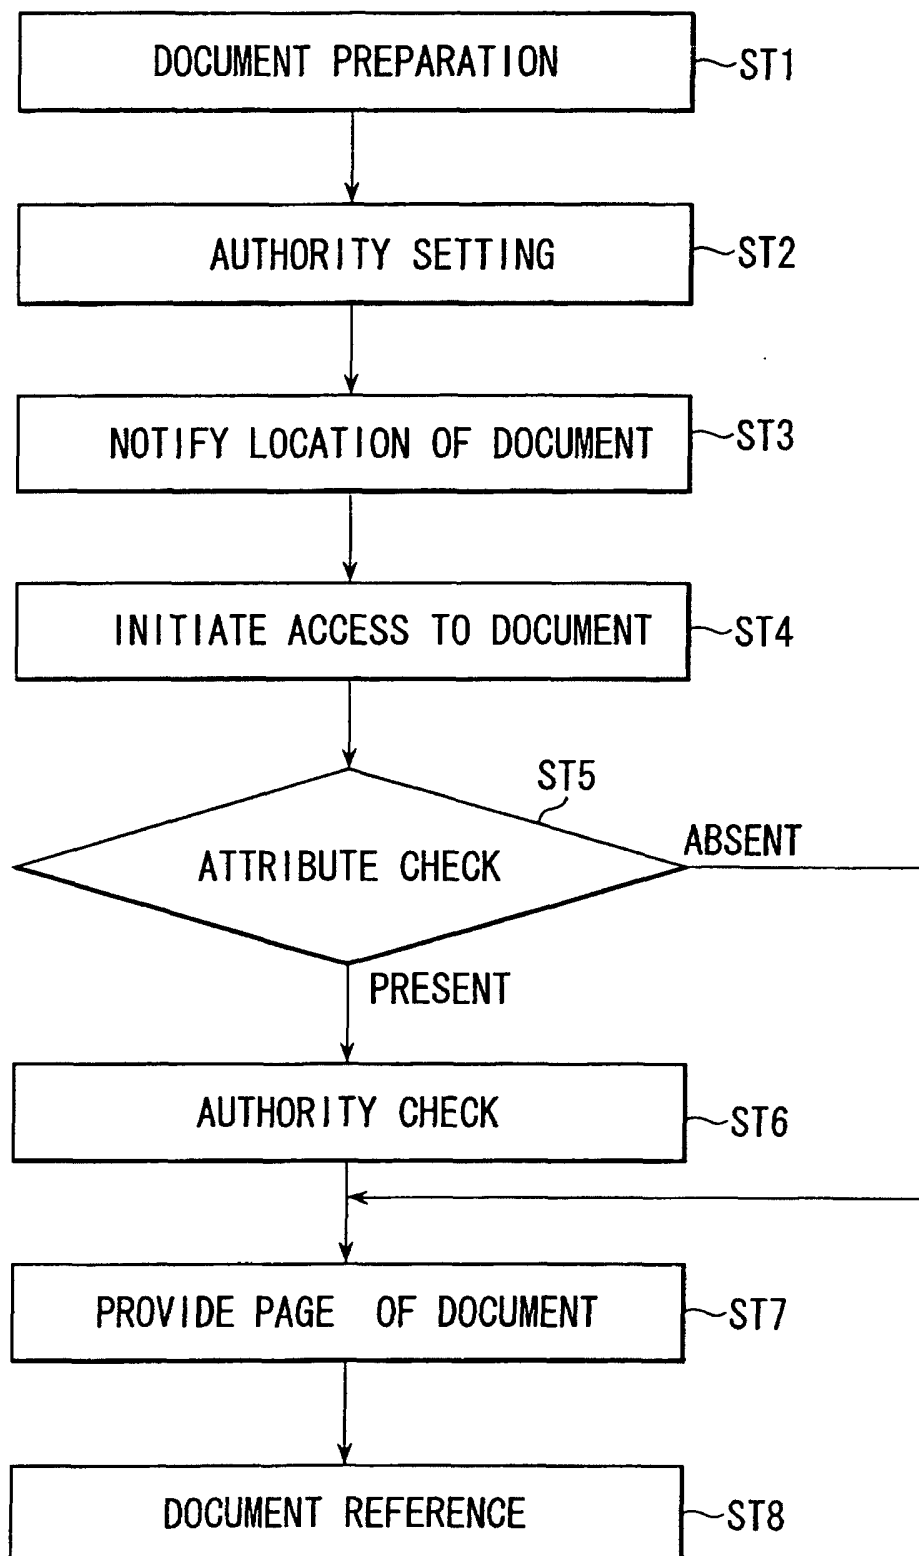 DOCUMENT PREPARATION
ST1
AUTHORITY SETTING
ST2
NOTIFY LOCATION OF DOCUMENT
ST3
INITIATE ACCESS TO DOCUMENT
ST4
ST5
ATTRIBUTE CHECK
ABSENT
PRESENT
AUTHORITY CHECK
ST6
PROVIDE PAGE OF DOCUMENT
ST7
DOCUMENT REFERENCE
ST8